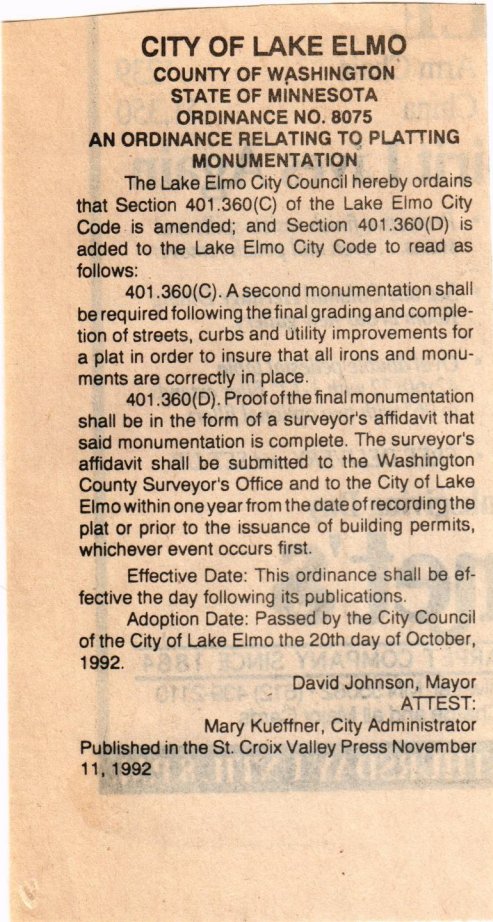 CITY OF LAKE ELMO
COUNTY OF WASHINGTON
STATE OF MINNESOTA
ORDINANCE NO. 8075
AN ORDINANCE RELATING TO PLATTING
MONUMENTATION
The Lake Elmo City Council hereby ordains
that Section 401.360(C) of the Lake Elmo City
Code is amended; and Section 401.360(D) is
added to the Lake Elmo City Code to read as
follows:
401.360(C). A second monumentation shall
be required following the final grading and comple-
tion of streets, curbs and utility improvements for
a plat in order to insure that all irons and monu-
ments are correctly in place.
401.360(D). Proof of the final monumentation
shall be in the form of a surveyor's affidavit that
said monumentation is complete. The surveyor's
affidavit shall be submitted to the Washington
County Surveyor's Office and to the City of Lake
Elmo within one year from the date of recording the
plat or prior to the issuance of building permits,
whichever event occurs first.
Effective Date: This ordinance shall be ef-
fective the day following its publications.
Adoption Date: Passed by the City Council
of the City of Lake Elmo the 20th day of October,
1992.
David Johnson, Mayor
ATTEST:
Mary Kueffner, City Administrator
Published in the St. Croix Valley Press November
11, 1992